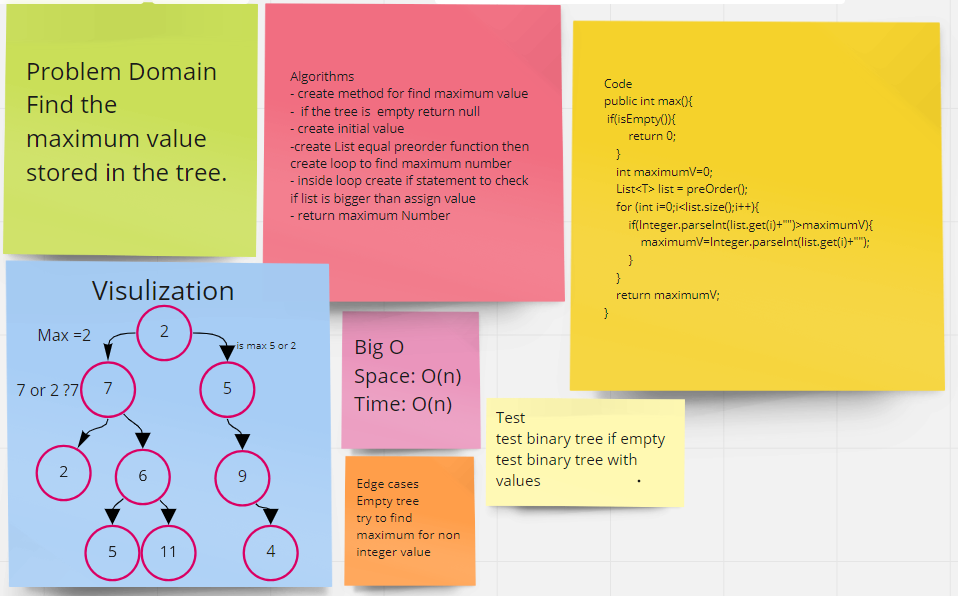 Problem Domain
Find the
maximum value
stored in the tree.
Algorithms
- create method for find maximum value
-  if the tree is  empty return null
- create initial value
-create List equal preorder function then
create loop to find maximum number
- inside loop create if statement to check
if list is bigger than assign value
- return maximum Number
Code
public int max(){
if(isEmpty()){
return 0;
}
int maximumV=0;
List<T> list = preOrder();
for (int i=0;i<list.size();i++){
if(Integer.parseInt(list.get(i)+"")>maximumV){
maximumV=Integer.parseInt(list.get(i)+"");
}
}
return maximumV;
}
Visulization
Max =2
2
is max 5 or 2
7 or 2 ?7
7
5
2
6
9
5
11
4
Big O
Space: O(n)
Time: O(n)
Edge cases
Empty tree
try to find
maximum for non
integer value
Test
test binary tree if empty
test binary tree with
values